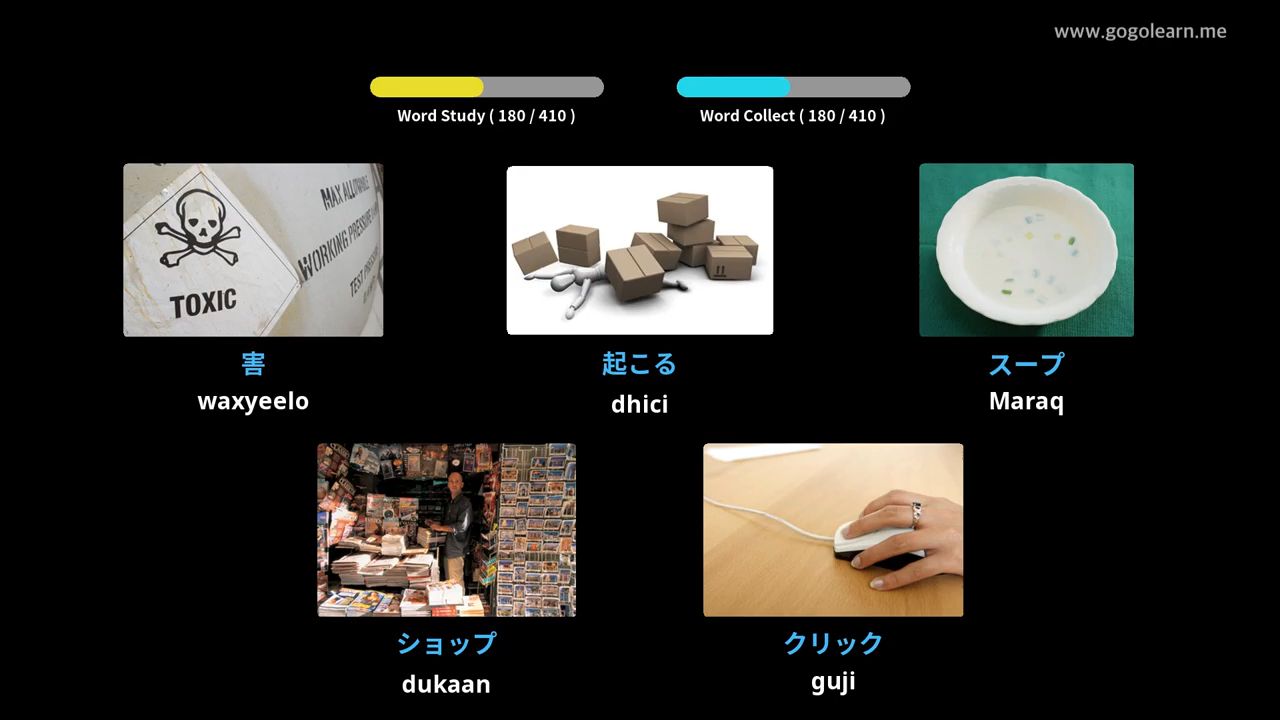 www.gogolearn.me
Word Study ( 180 / 410 )
Word Collect ( 180 / 410 )
MAX ALLOWABLE
WORKING PRESSURE
TEST
TOXIC
害
waxyeelo
起こる
dhici
スープ
Maraq
ショップ
dukaan
クリック
guji